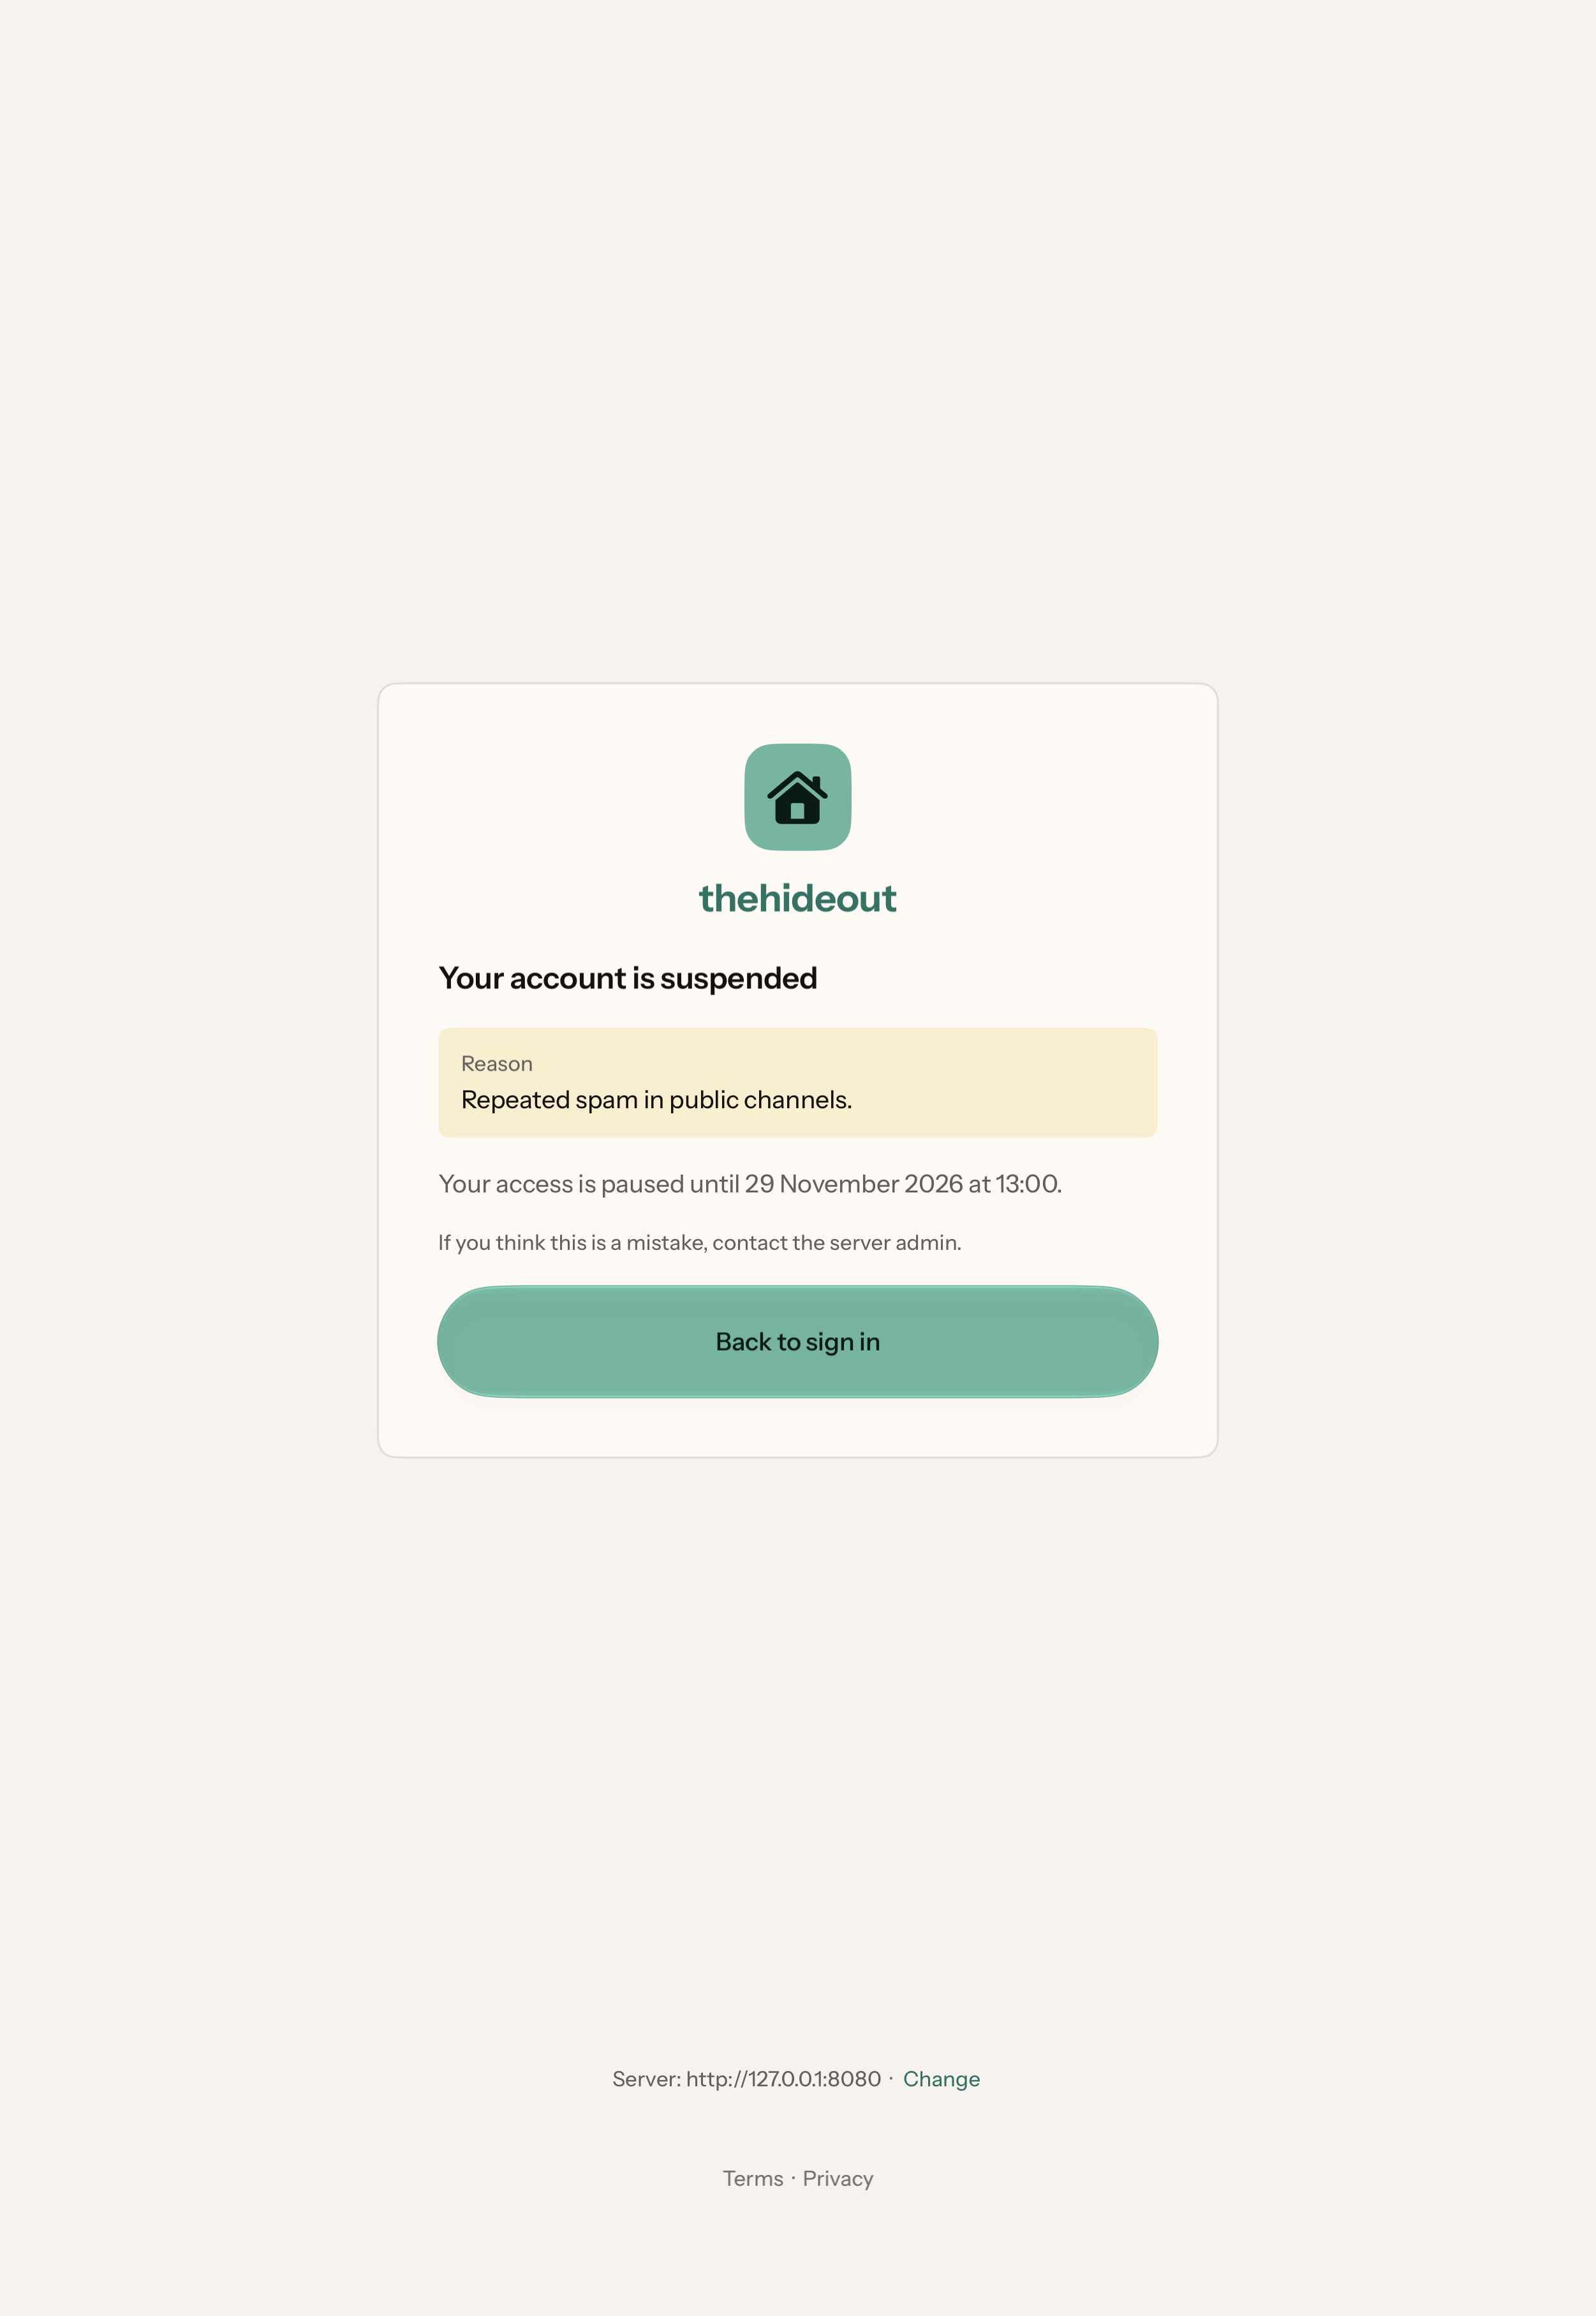 thehideout
Your account is suspended
Reason
Repeated spam in public channels.
Your access is paused until 29 November 2026 at 13:00.
If you think this is a mistake, contact the server admin.
Back to sign in
Server: http://127.0.0.1:8080 · Change
Terms · Privacy